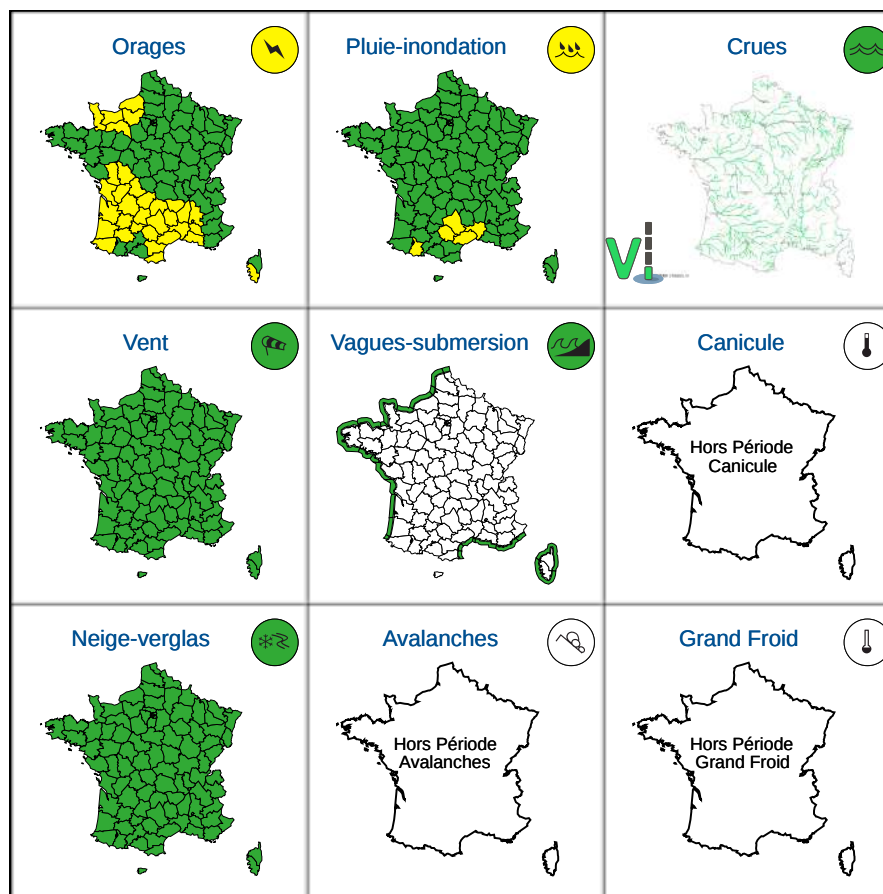 Orages
Pluie-inondation
Crues
Vent
Vagues-submersion
Canicule
Hors Période
Canicule
Neige-verglas
Avalanches
Grand Froid
Hors Période
Avalanches
Hors Période
Grand Froid